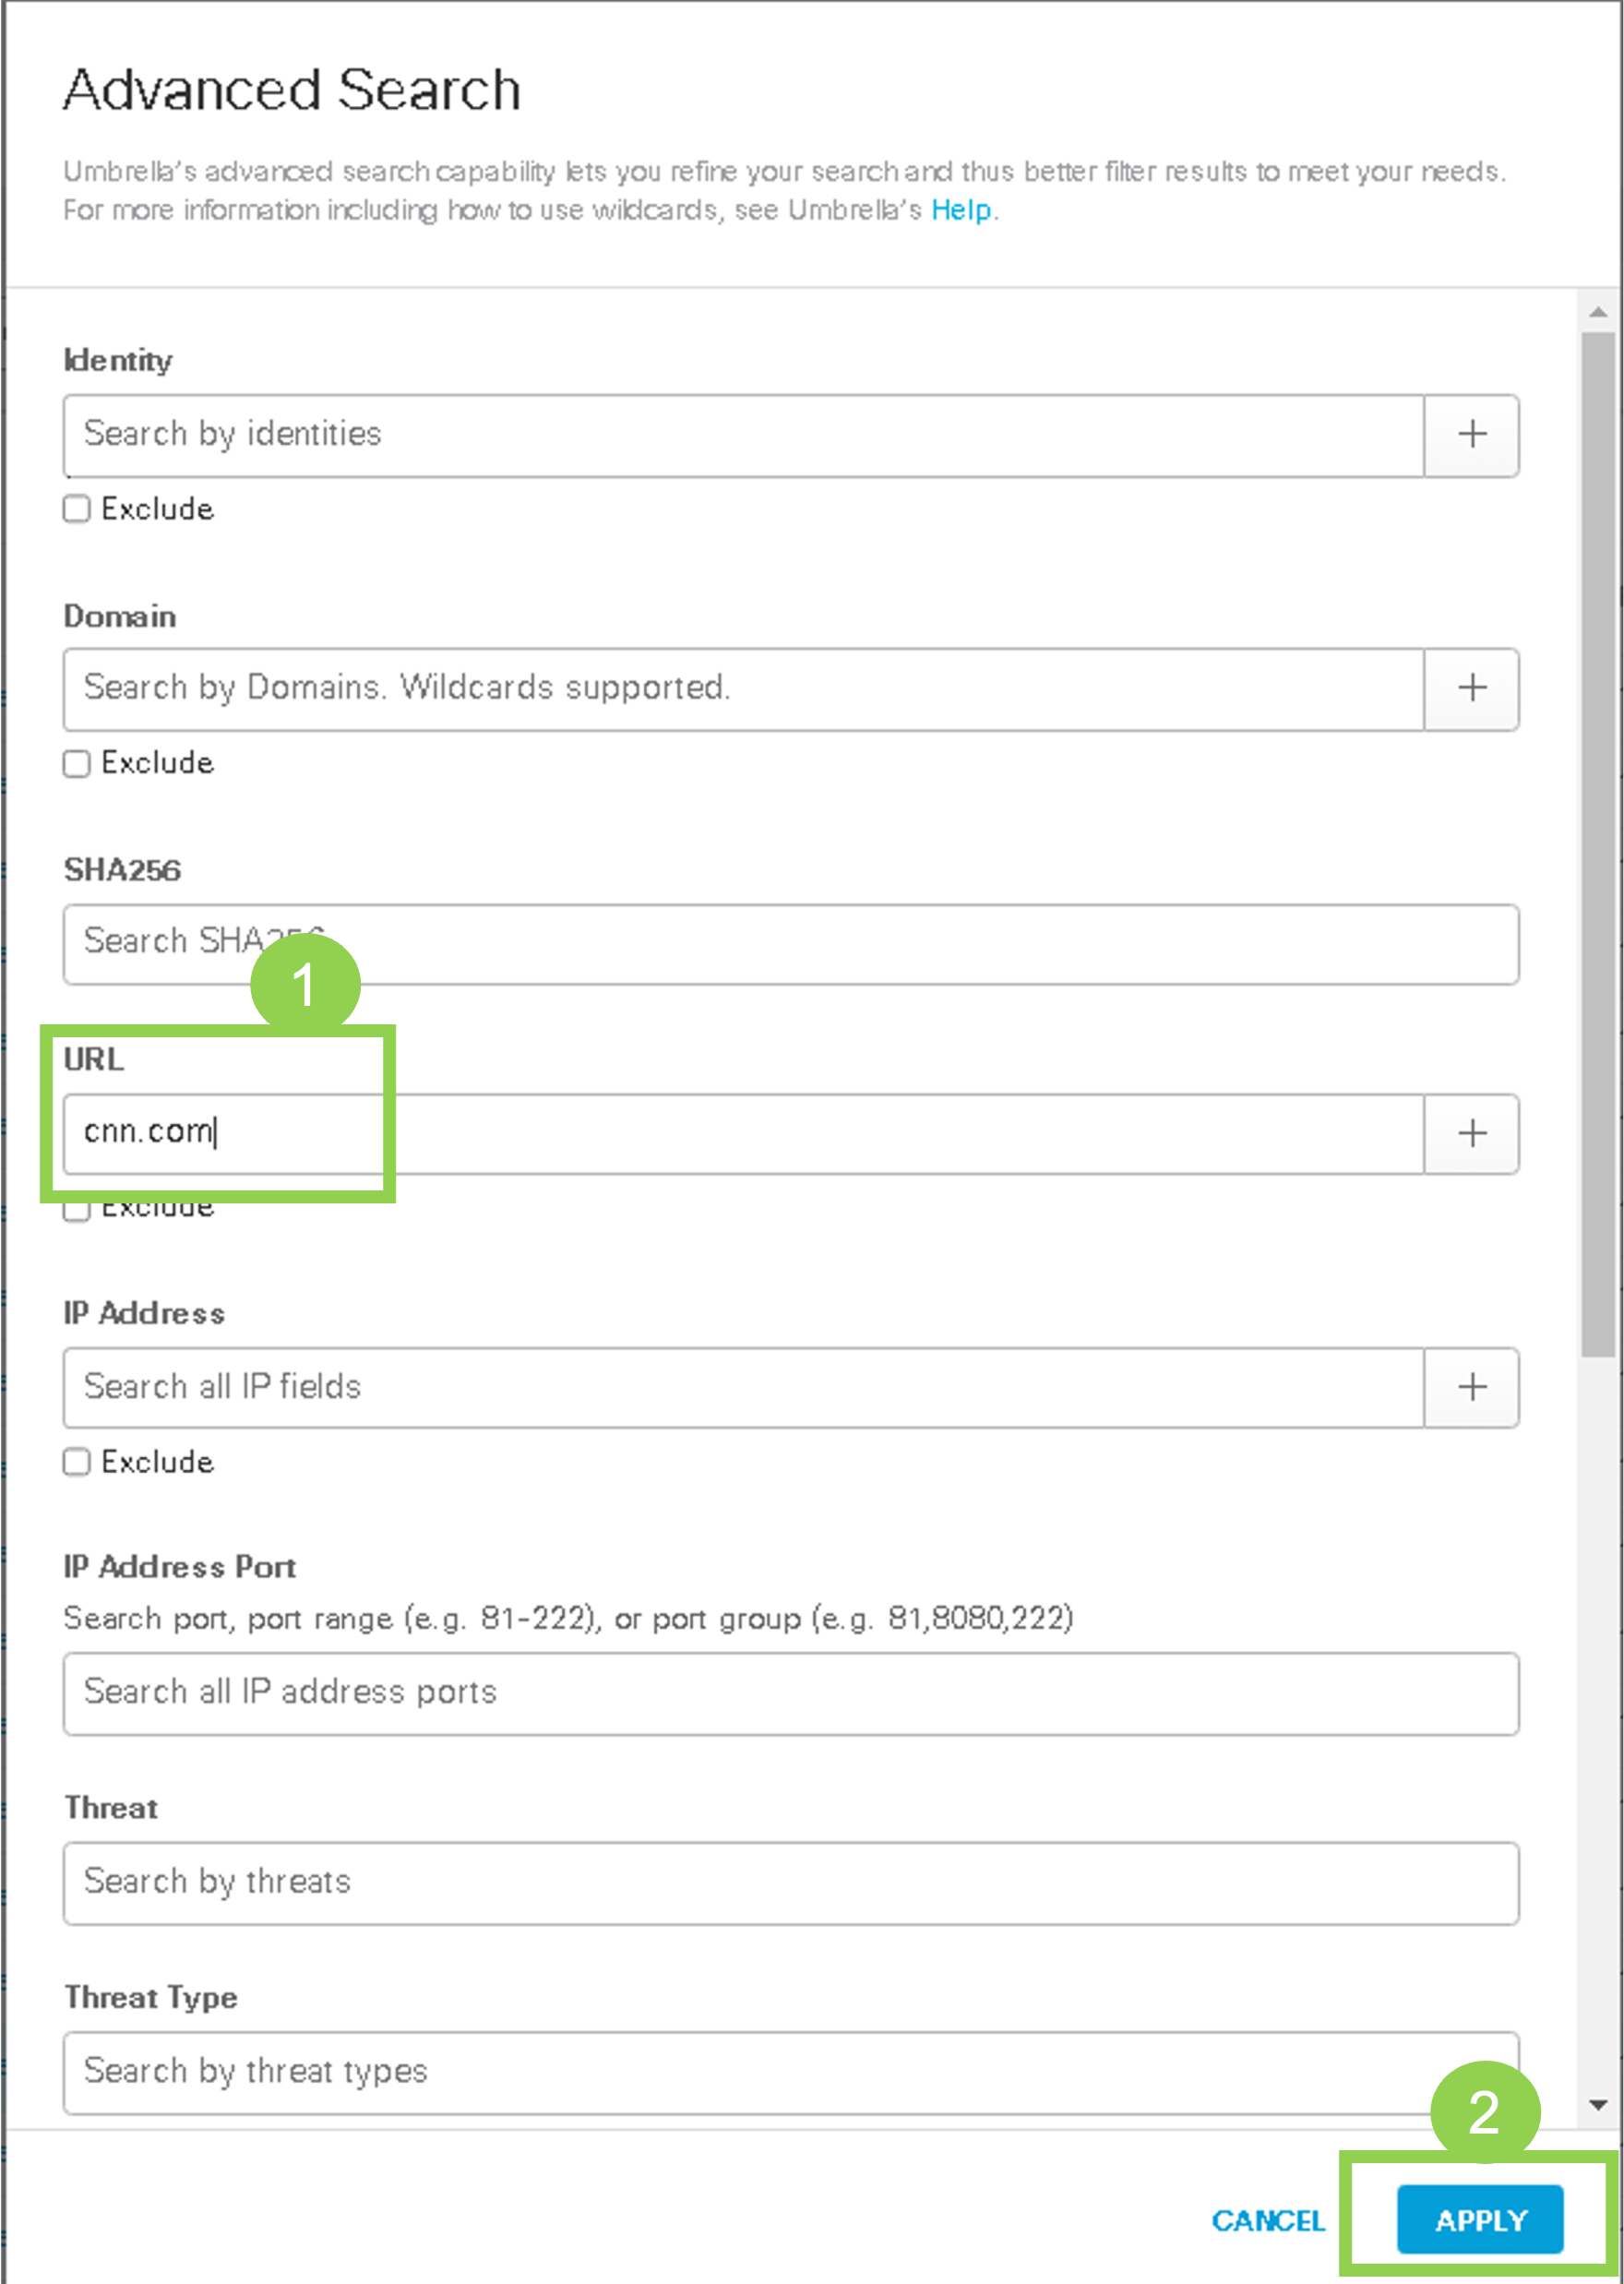 Advanced Search
Umbrella's advanced search capability lets you refine your search and thus better filter results to meet your needs.
For more information including how to use wildcards, see Umbrella's Help.
Identity
Search by identities
+
Exclude
Domain
Search by Domains. Wildcards supported.
+
Exclude
SHA256
Search SHA256
1
URL
cnn.com
+
Exclude
IP Address
Search all IP fields
+
Exclude
IP Address Port
Search port, port range (e.g. 81-222), or port group (e.g. 81,8080,222)
Search all IP address ports
Threat
Search by threats
Threat Type
Search by threat types
2
CANCEL
APPLY